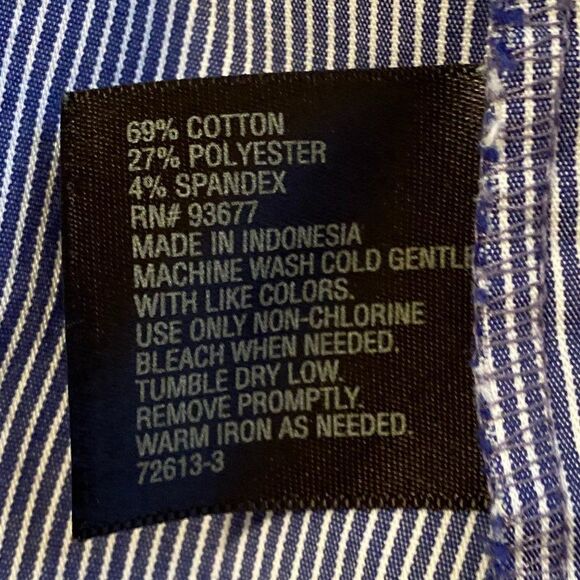 69% COTTON
27% POLYESTER
4% SPANDEX
RN# 93677
MADE IN INDONESIA
MACHINE WASH COLD GENTLE
WITH LIKE COLORS.
USE ONLY NON-CHLORINE
BLEACH WHEN NEEDED.
TUMBLE DRY LOW.
REMOVE PROMPTLY.
WARM IRON AS NEEDED.
72613-3